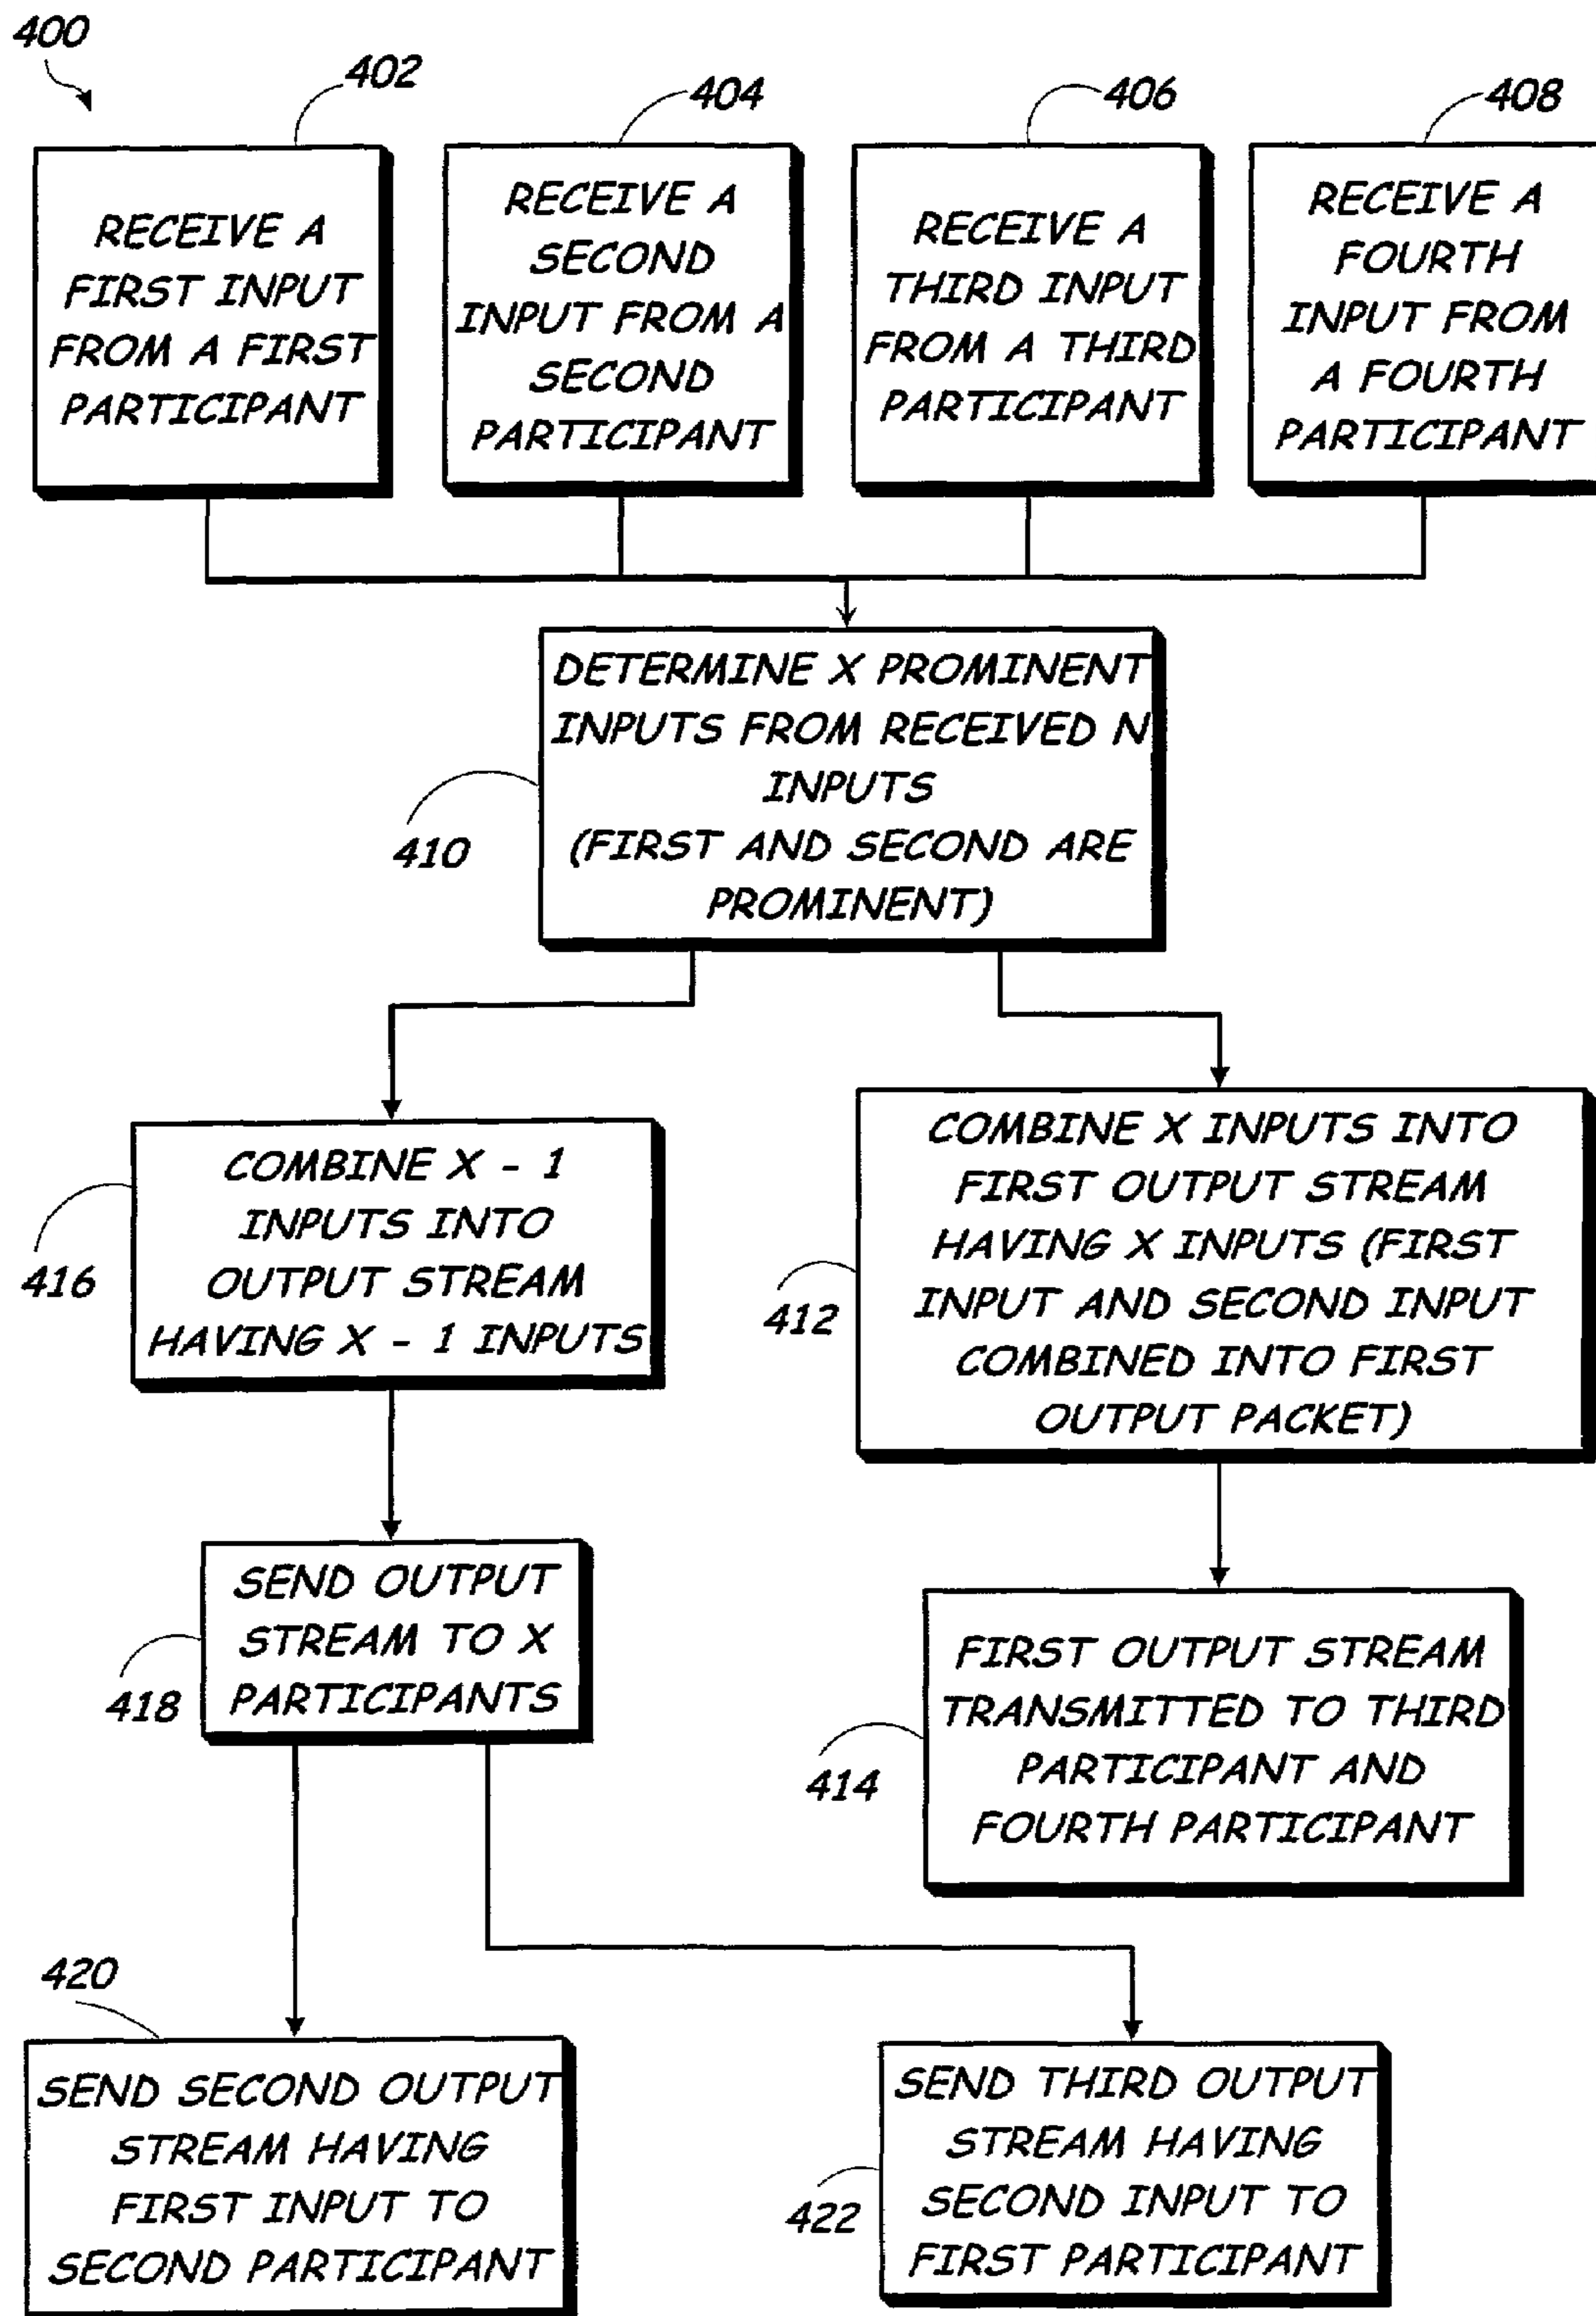 400
402
404
406
408
RECEIVE A
FIRST INPUT
FROM A FIRST
PARTICIPANT
RECEIVE A
SECOND
INPUT FROM A
SECOND
PARTICIPANT
RECEIVE A
THIRD INPUT
FROM A THIRD
PARTICIPANT
RECEIVE A
FOURTH
INPUT FROM
A FOURTH
PARTICIPANT
DETERMINE X PROMINENT
INPUTS FROM RECEIVED N
INPUTS
(FIRST AND SECOND ARE
PROMINENT)
410
COMBINE X - 1
INPUTS INTO
OUTPUT STREAM
HAVING X - 1 INPUTS
416
COMBINE X INPUTS INTO
FIRST OUTPUT STREAM
HAVING X INPUTS (FIRST
INPUT AND SECOND INPUT
COMBINED INTO FIRST
OUTPUT PACKET)
412
SEND OUTPUT
STREAM TO X
PARTICIPANTS
418
FIRST OUTPUT STREAM
TRANSMITTED TO THIRD
PARTICIPANT AND
FOURTH PARTICIPANT
414
420
SEND SECOND OUTPUT
STREAM HAVING
FIRST INPUT TO
SECOND PARTICIPANT
SEND THIRD OUTPUT
STREAM HAVING
SECOND INPUT TO
FIRST PARTICIPANT
422